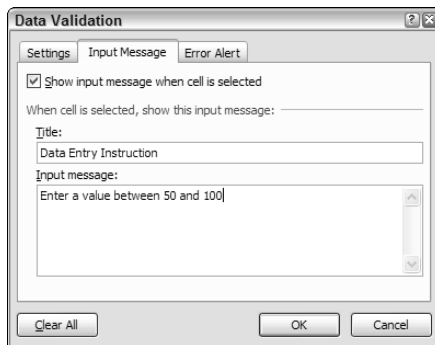 Data Validation
Settings
Input Message
Error Alert
Show input message when cell is selected
When cell is selected, show this input message:
Title:
Data Entry Instruction
Input message:
Enter a value between 50 and 100
Clear All
OK
Cancel